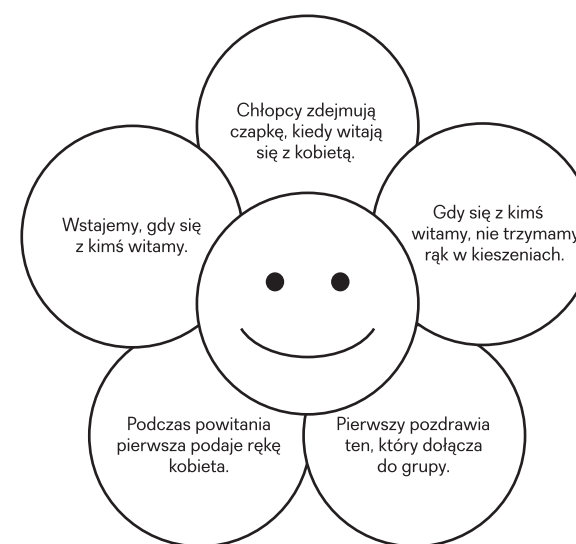 Chłopcy zdejmują
czapkę, kiedy witają
się z kobietą.
Wstajemy, gdy się
z kimś witamy.
Gdy się z kimś
witamy, nie trzymamy
rąk w kieszeniach.
Podczas powitania
pierwsza podaje rękę
kobieta.
Pierwszy pozdrawia
ten, który dołącza
do grupy.